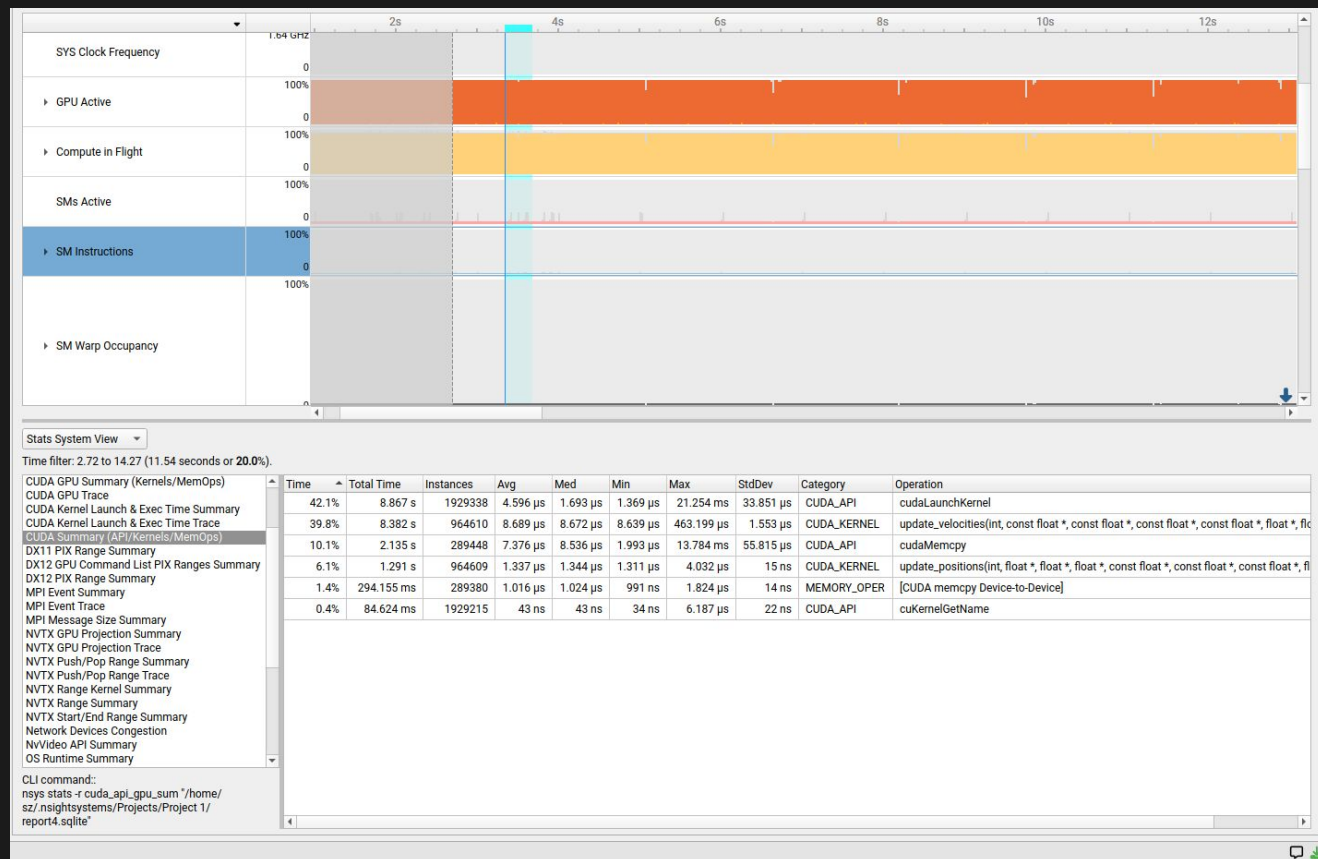 2s 4s 6s 8s 10s 12s
1.64 GHz
SYS Clock Frequency
0
100%
GPU Active
0
100%
Compute in Flight
0
100%
SMs Active
0
100%
SM Instructions
0
100%
SM Warp Occupancy
0
Stats System View
Time filter: 2.72 to 14.27 (11.54 seconds or 20.0%).
CUDA GPU Summary (Kernels/MemOps)
CUDA GPU Trace
CUDA Kernel Launch & Exec Time Summary
CUDA Kernel Launch & Exec Time Trace
CUDA Summary (API/Kernels/MemOps)
DX11 PIX Range Summary
DX12 GPU Command List PIX Ranges Summary
DX12 PIX Range Summary
MPI Event Summary
MPI Event Trace
MPI Message Size Summary
NVTX GPU Projection Summary
NVTX GPU Projection Trace
NVTX Push/Pop Range Summary
NVTX Push/Pop Range Trace
NVTX Range Kernel Summary
NVTX Range Summary
NVTX Start/End Range Summary
Network Devices Congestion
NvVideo API Summary
OS Runtime Summary
CLI command::
nsys stats -r cuda_api_gpu_sum "/home/
sz/.nsightsystems/Projects/Project 1/
report4.sqlite"
Time Total Time Instances Avg Med Min Max StdDev Category Operation
42.1% 8.867 s 1929338 4.596 μs 1.693 μs 1.369 μs 21.254 ms 33.851 μs CUDA_API cudaLaunchKernel
39.8% 8.382 s 964610 8.689 μs 8.672 μs 8.639 μs 463.199 μs 1.553 μs CUDA_KERNEL update_velocities(int, const float *, const float *, const float *, const float *, float *, flo
10.1% 2.135 s 289448 7.376 μs 8.536 μs 1.993 μs 13.784 ms 55.815 μs CUDA_API cudaMemcpy
6.1% 1.291 s 964609 1.337 μs 1.344 μs 1.311 μs 4.032 μs 15 ns CUDA_KERNEL update_positions(int, float *, float *, float *, const float *, const float *, const float *, fl
1.4% 294.155 ms 289380 1.016 μs 1.024 μs 991 ns 1.824 μs 14 ns MEMORY_OPER [CUDA memcpy Device-to-Device]
0.4% 84.624 ms 1929215 43 ns 43 ns 34 ns 6.187 μs 22 ns CUDA_API cuKernelGetName